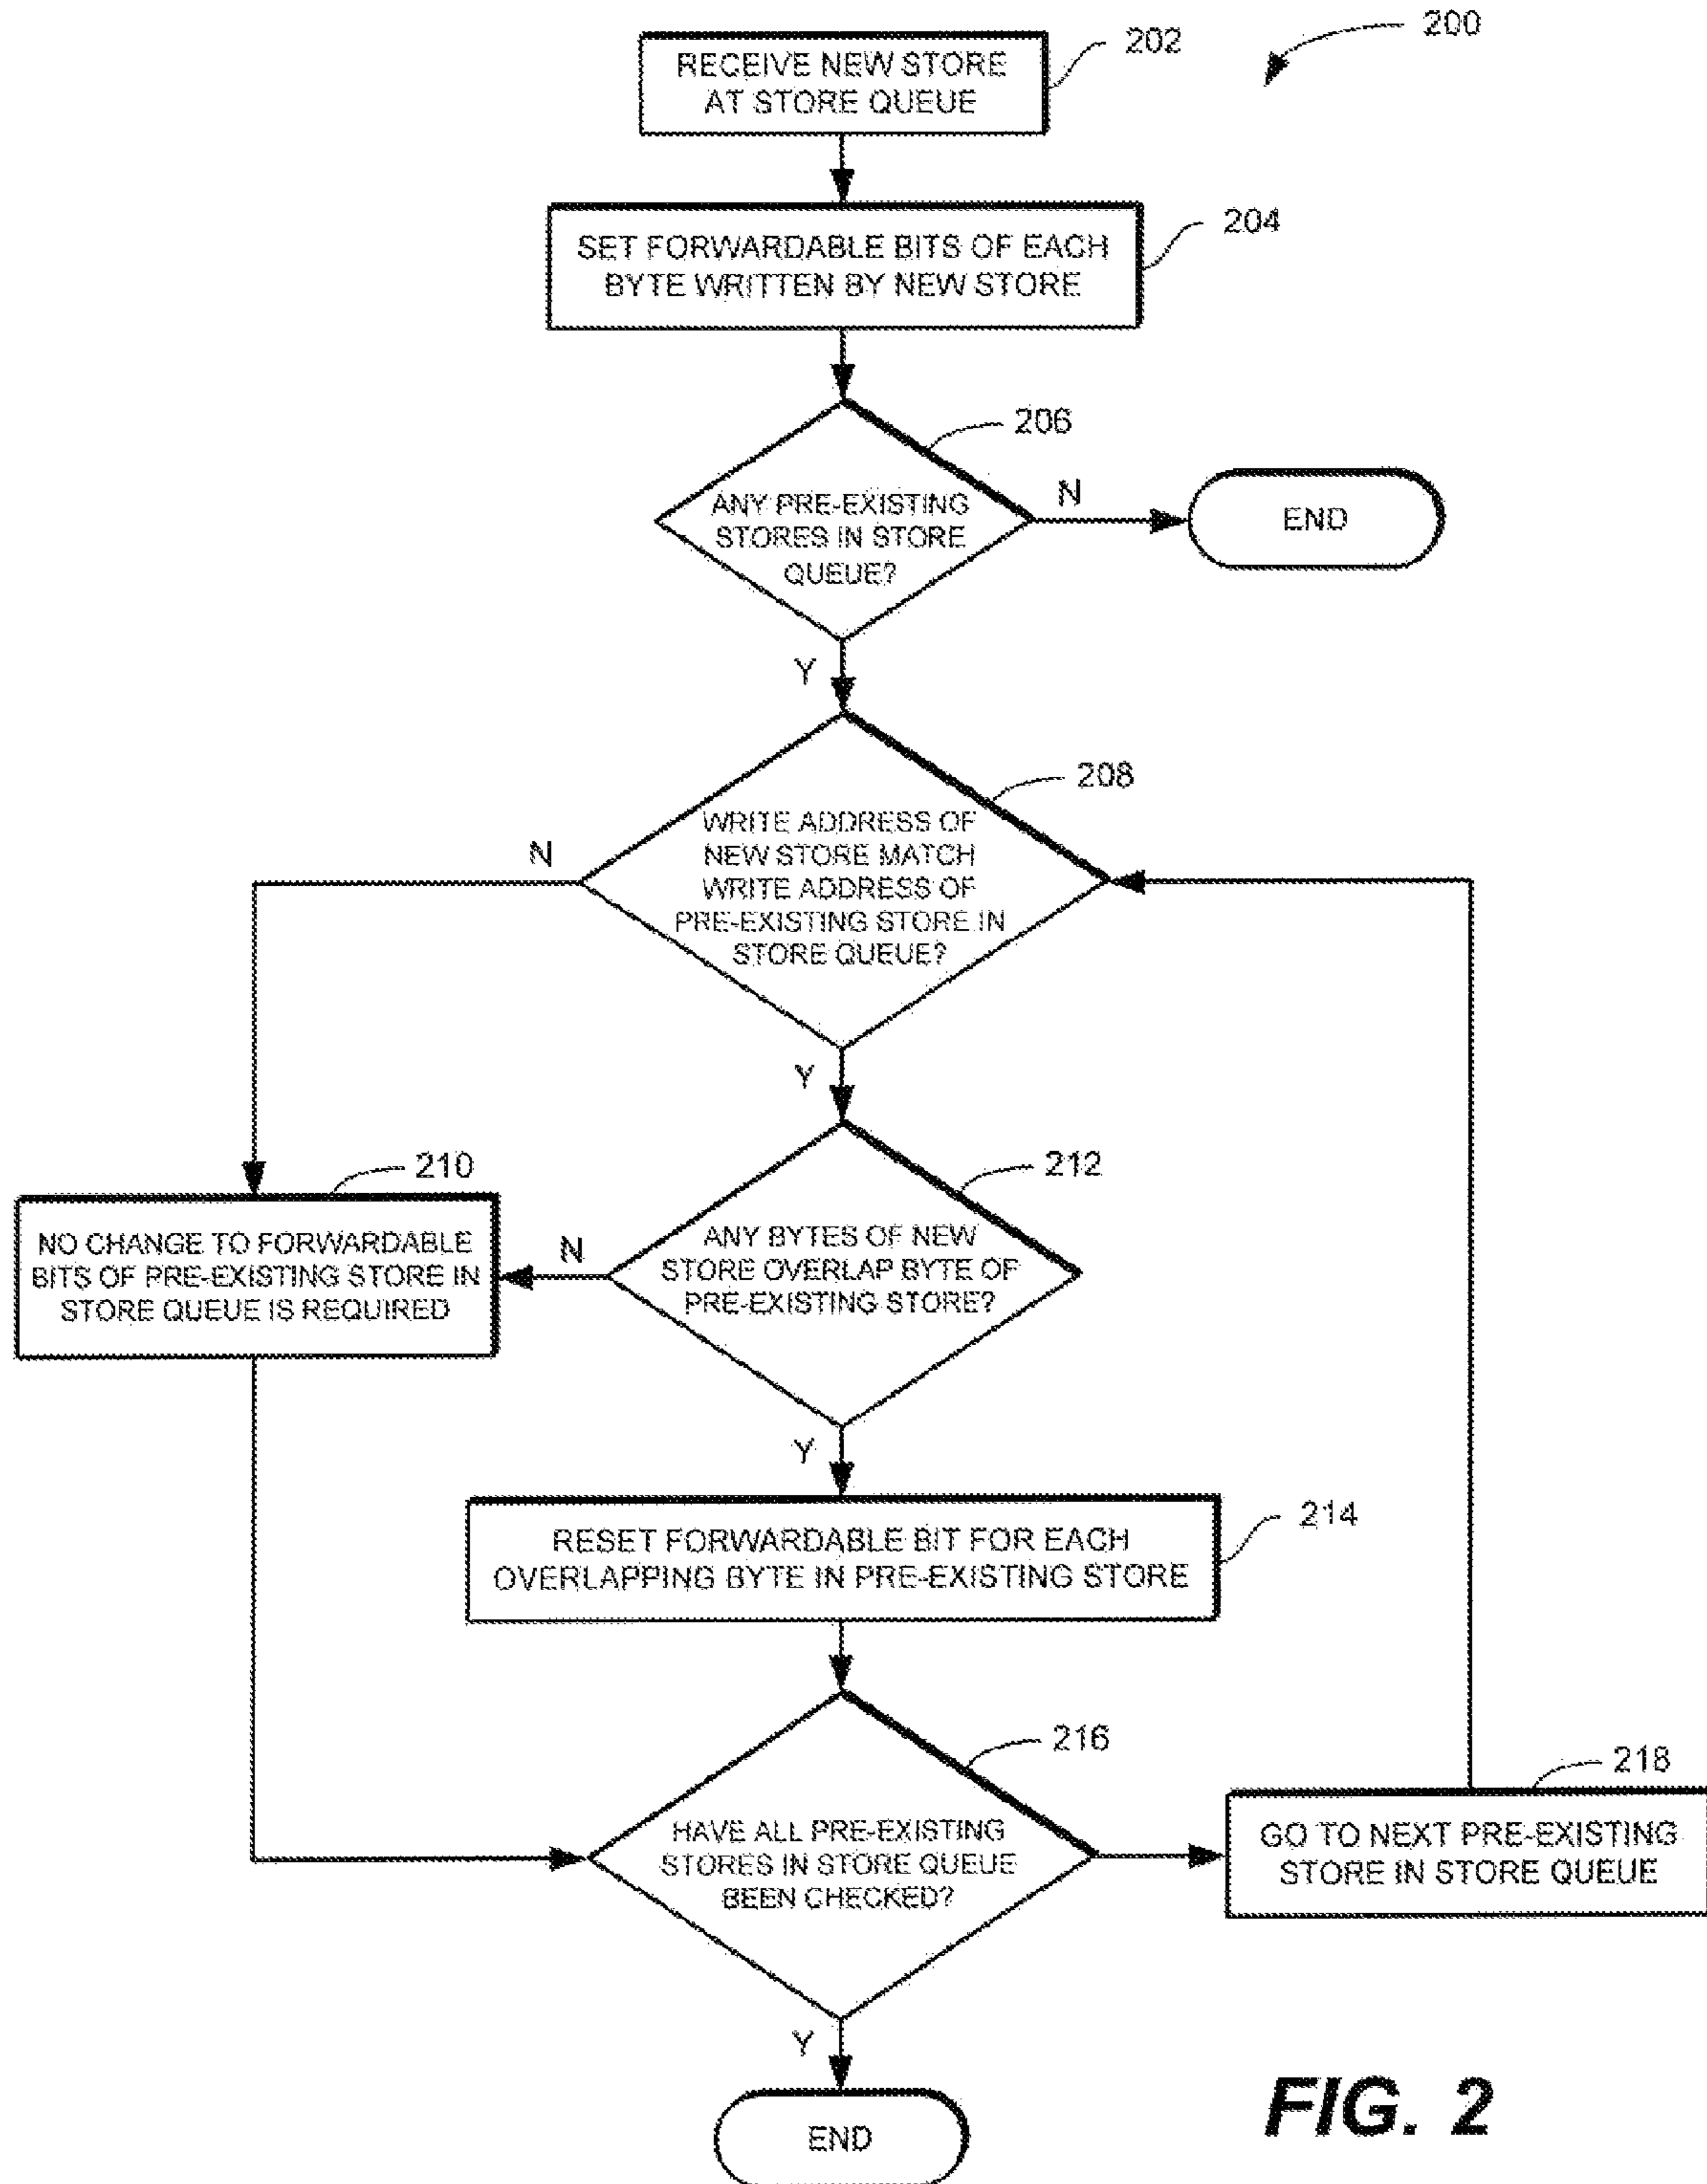 200
RECEIVE NEW STORE
AT STORE QUEUE
202
SET FORWARDABLE BITS OF EACH
BYTE WRITTEN BY NEW STORE
204
206
ANY PRE-EXISTING
STORES IN STORE
QUEUE?
N
END
Y
208
WRITE ADDRESS OF
NEW STORE MATCH
WRITE ADDRESS OF
PRE-EXISTING STORE IN
STORE QUEUE?
N
Y
210
NO CHANGE TO FORWARDABLE
BITS OF PRE-EXISTING STORE IN
STORE QUEUE IS REQUIRED
212
ANY BYTES OF NEW
STORE OVERLAP BYTE OF
PRE-EXISTING STORE?
N
Y
214
RESET FORWARDABLE BIT FOR EACH
OVERLAPPING BYTE IN PRE-EXISTING STORE
216
HAVE ALL PRE-EXISTING
STORES IN STORE QUEUE
BEEN CHECKED?
218
GO TO NEXT PRE-EXISTING
STORE IN STORE QUEUE
Y
END
FIG. 2